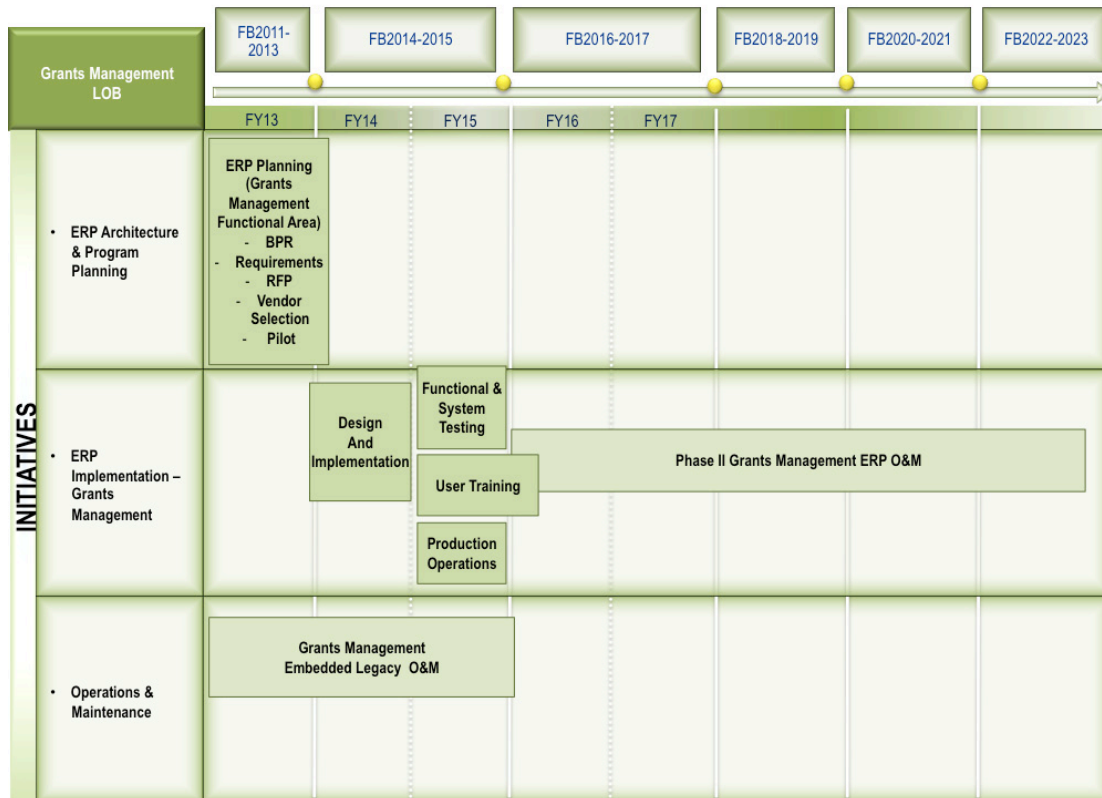 Grants Management
LOB
FB2011-
2013
FB2014-2015
FB2016-2017
FB2018-2019
FB2020-2021
FB2022-2023
FY13
FY14
FY15
FY16
FY17
INITIATIVES
• ERP Architecture
& Program
Planning
ERP Planning
(Grants
Management
Functional Area)
- BPR
- Requirements
- RFP
- Vendor
Selection
- Pilot
• ERP
Implementation –
Grants
Management
Design
And
Implementation
Functional &
System
Testing
User Training
Production
Operations
Phase II Grants Management ERP O&M
• Operations &
Maintenance
Grants Management
Embedded Legacy O&M